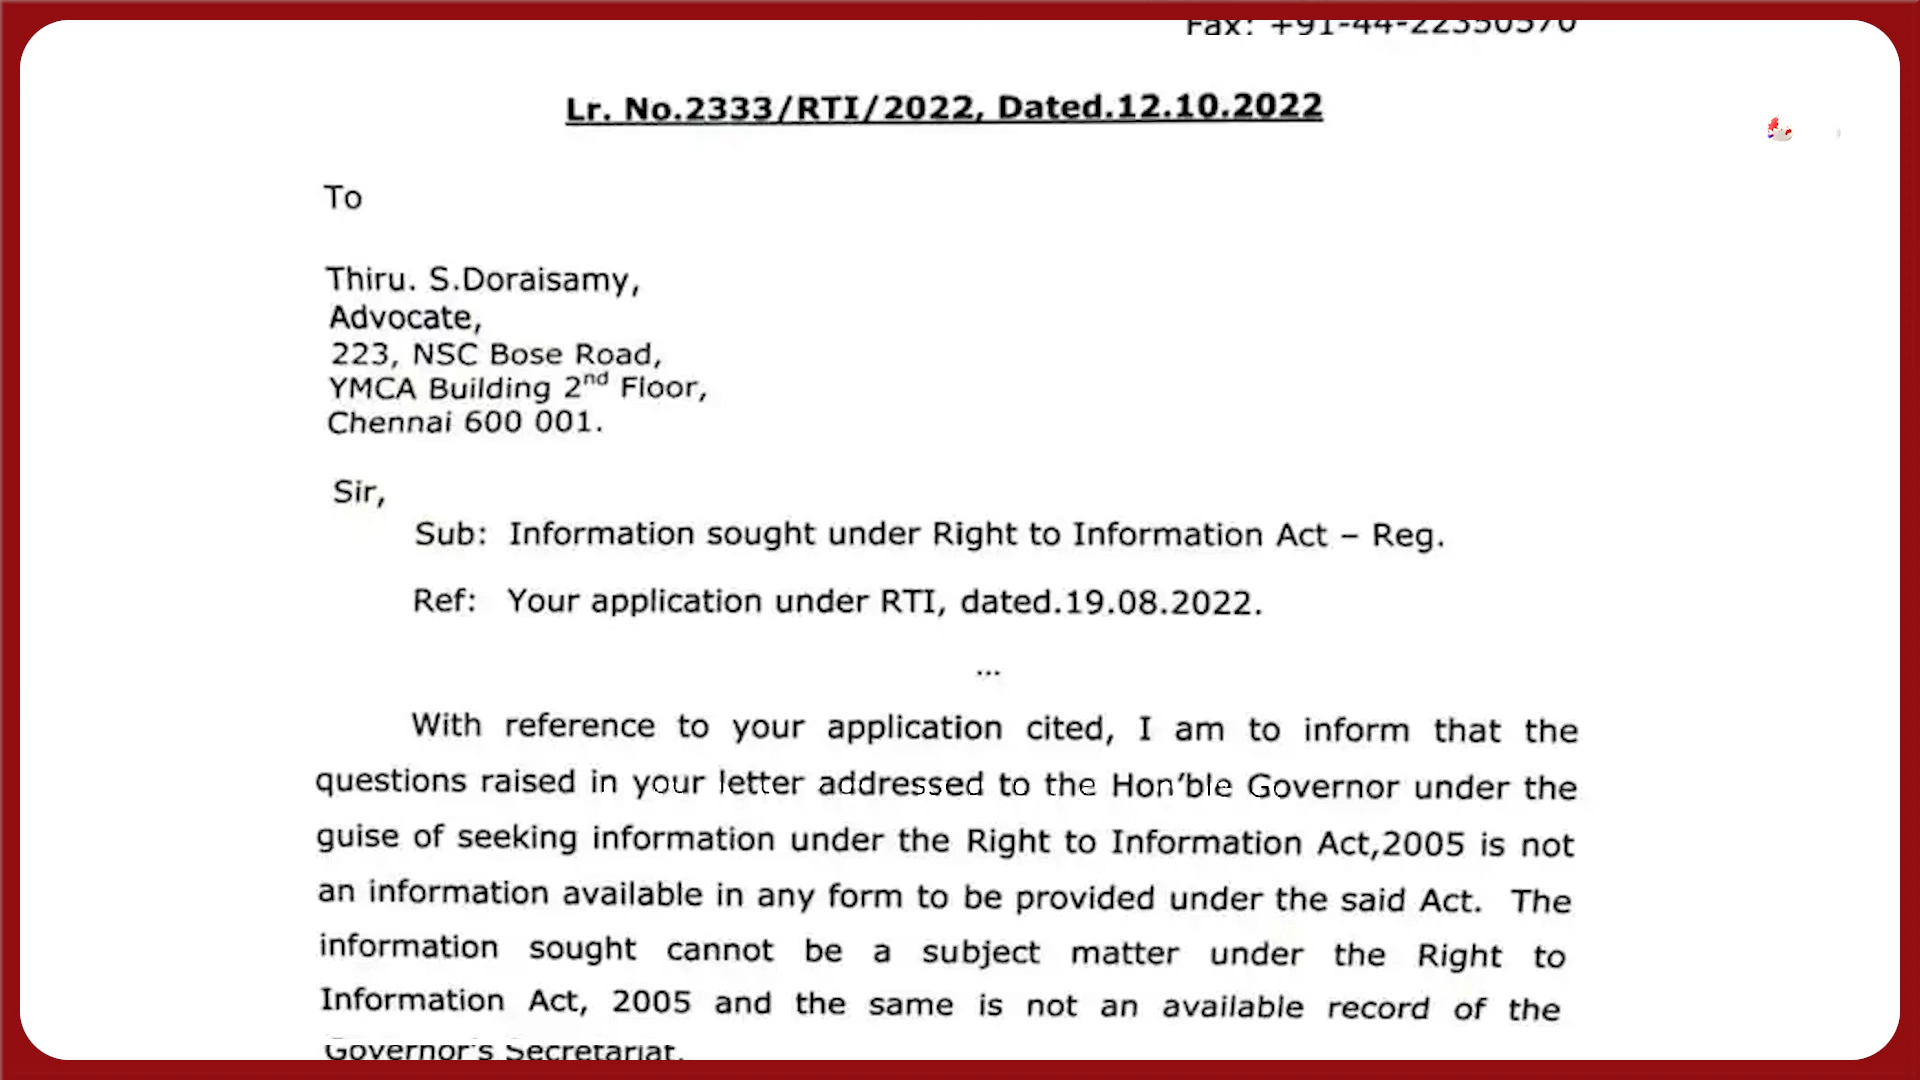 Fax: +91-44-22350570
Lr. No.2333/RTI/2022, Dated.12.10.2022
To
Thiru. S.Doraisamy,
Advocate,
223, NSC Bose Road,
YMCA Building 2nd Floor,
Chennai 600 001.
Sir,
Sub: Information sought under Right to Information Act – Reg.
Ref: Your application under RTI, dated.19.08.2022.
...
With reference to your application cited, I am to inform that the
questions raised in your letter addressed to the Hon'ble Governor under the
guise of seeking information under the Right to Information Act,2005 is not
an information available in any form to be provided under the said Act. The
information sought cannot be a subject matter under the Right to
Information Act, 2005 and the same is not an available record of the
Governor's Secretariat.